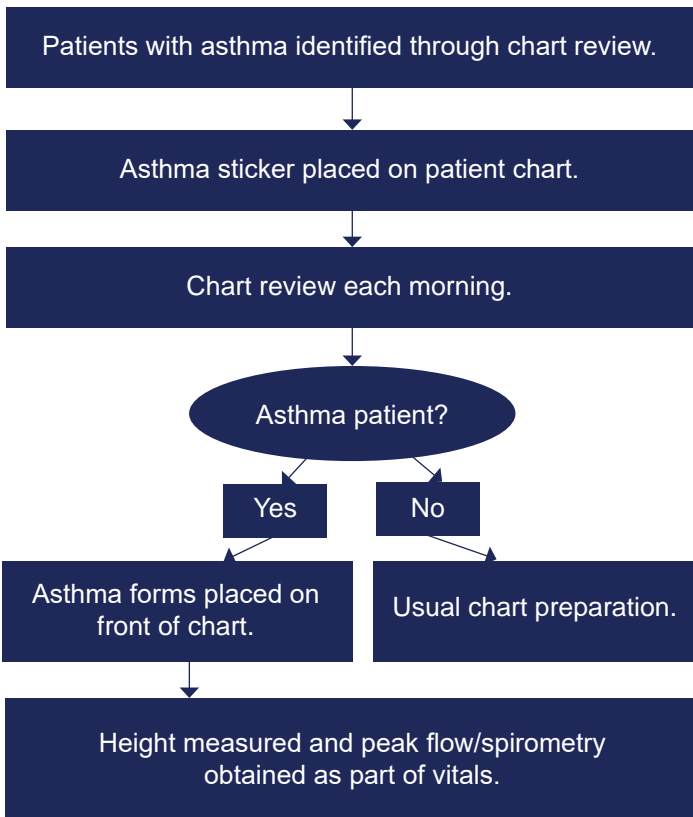 Patients with asthma identified through chart review.
Asthma sticker placed on patient chart.
Chart review each morning.
Asthma patient?
Yes
No
Asthma forms placed on
front of chart.
Usual chart preparation.
Height measured and peak flow/spirometry
obtained as part of vitals.